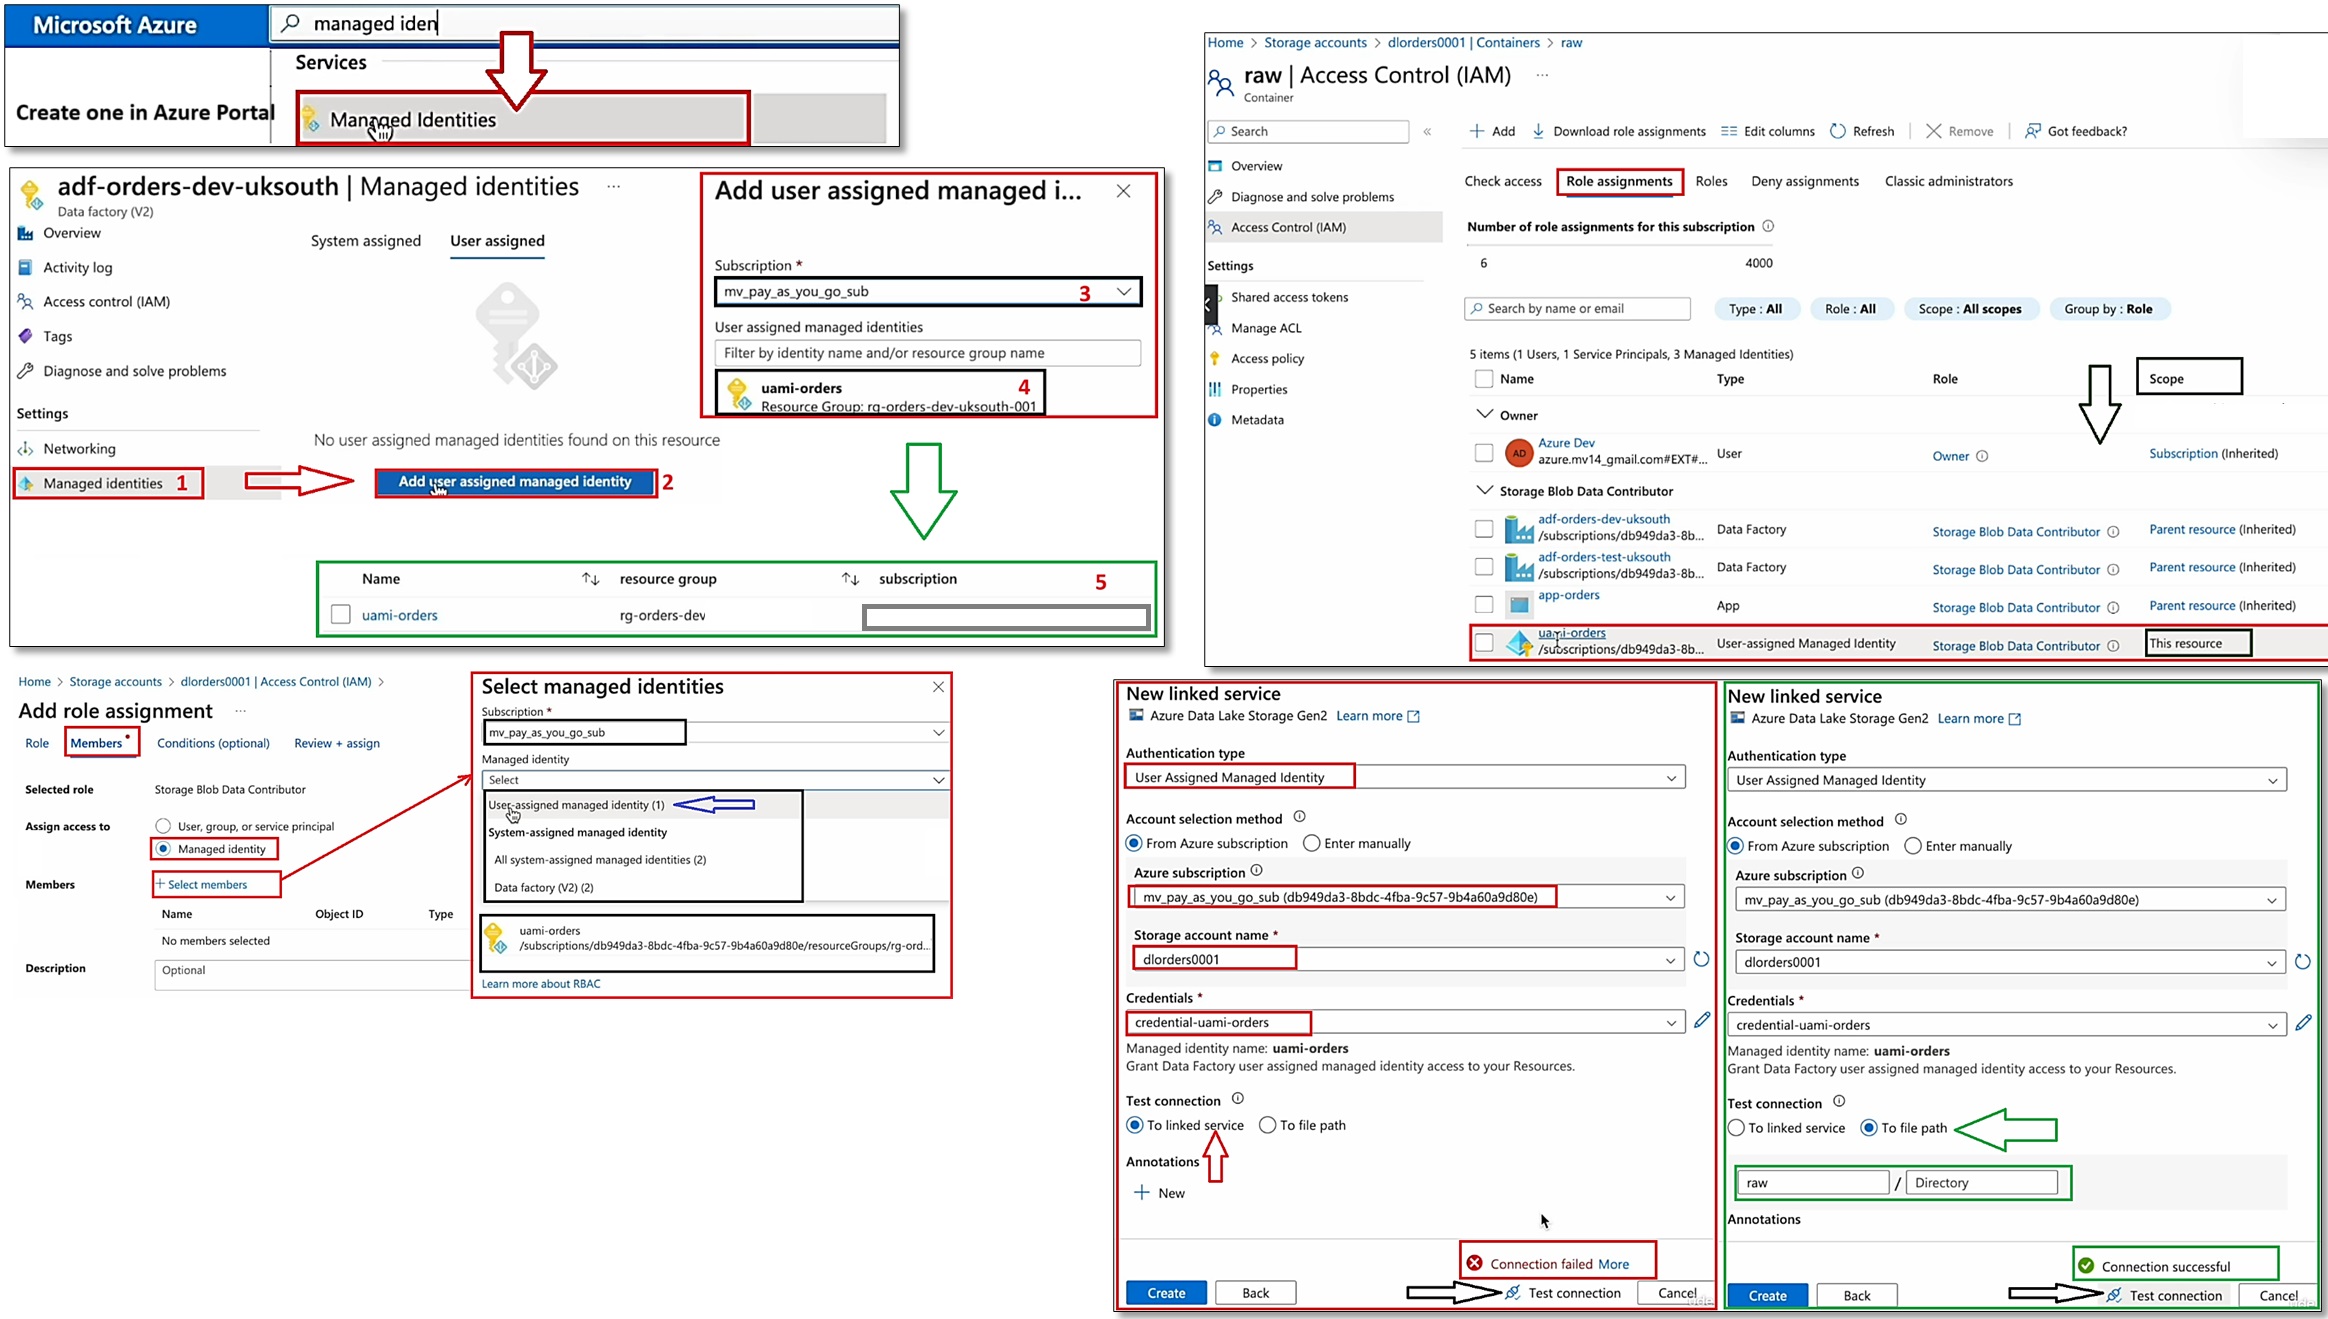 Microsoft Azure
managed iden
Services
Create one in Azure Portal
Managed Identities
adf-orders-dev-uksouth | Managed identities ...
Data factory (V2)
Overview
Activity log
Access control (IAM)
Tags
Diagnose and solve problems
Settings
Networking
Managed identities 1
System assigned User assigned
No user assigned managed identities found on this resource
Add user assigned managed identity 2
Add user assigned managed i...
Subscription *
mv_pay_as_you_go_sub 3
User assigned managed identities
Filter by identity name and/or resource group name
uami-orders 4
Resource Group: rg-orders-dev-uksouth-001
Name resource group subscription 5
uami-orders rg-orders-dev
Home > Storage accounts > dlorders0001 | Access Control (IAM) >
Add role assignment ...
Role Members Conditions (optional) Review + assign
Selected role Storage Blob Data Contributor
Assign access to User, group, or service principal
Managed identity
Members + Select members
Name Object ID Type
No members selected
Description Optional
Select managed identities
Subscription *
mv_pay_as_you_go_sub
Managed identity
Select
User-assigned managed identity (1)
System-assigned managed identity
All system-assigned managed identities (2)
Data factory (V2) (2)
uami-orders
/subscriptions/db949da3-8bdc-4fba-9c57-9b4a60a9d80e/resourceGroups/rg-ord...
Learn more about RBAC
Home > Storage accounts > dlorders0001 | Containers > raw
raw | Access Control (IAM) ...
Container
Search «
Overview
Diagnose and solve problems
Access Control (IAM)
Settings
Shared access tokens
Manage ACL
Access policy
Properties
Metadata
+ Add Download role assignments Edit columns Refresh Remove Got feedback?
Check access Role assignments Roles Deny assignments Classic administrators
Number of role assignments for this subscription
6 4000
Search by name or email Type : All Role : All Scope : All scopes Group by : Role
5 items (1 Users, 1 Service Principals, 3 Managed Identities)
Name Type Role Scope
Owner
AD Azure Dev
azure.mv14_gmail.com#EXT#... User Owner Subscription (Inherited)
Storage Blob Data Contributor
adf-orders-dev-uksouth
/subscriptions/db949da3-8b... Data Factory Storage Blob Data Contributor Parent resource (Inherited)
adf-orders-test-uksouth
/subscriptions/db949da3-8b... Data Factory Storage Blob Data Contributor Parent resource (Inherited)
app-orders App Storage Blob Data Contributor Parent resource (Inherited)
uami-orders
/subscriptions/db949da3-8b... User-assigned Managed Identity Storage Blob Data Contributor This resource
New linked service
Azure Data Lake Storage Gen2 Learn more
Authentication type
User Assigned Managed Identity
Account selection method
From Azure subscription Enter manually
Azure subscription
mv_pay_as_you_go_sub (db949da3-8bdc-4fba-9c57-9b4a60a9d80e)
Storage account name *
dlorders0001
Credentials *
credential-uami-orders
Managed identity name: uami-orders
Grant Data Factory user assigned managed identity access to your Resources.
Test connection
To linked service To file path
Annotations
+ New
Connection failed More
Create Back Test connection Cancel
New linked service
Azure Data Lake Storage Gen2 Learn more
Authentication type
User Assigned Managed Identity
Account selection method
From Azure subscription Enter manually
Azure subscription
mv_pay_as_you_go_sub (db949da3-8bdc-4fba-9c57-9b4a60a9d80e)
Storage account name *
dlorders0001
Credentials *
credential-uami-orders
Managed identity name: uami-orders
Grant Data Factory user assigned managed identity access to your Resources.
Test connection
To linked service To file path
raw / Directory
Annotations
Connection successful
Create Back Test connection Cancel